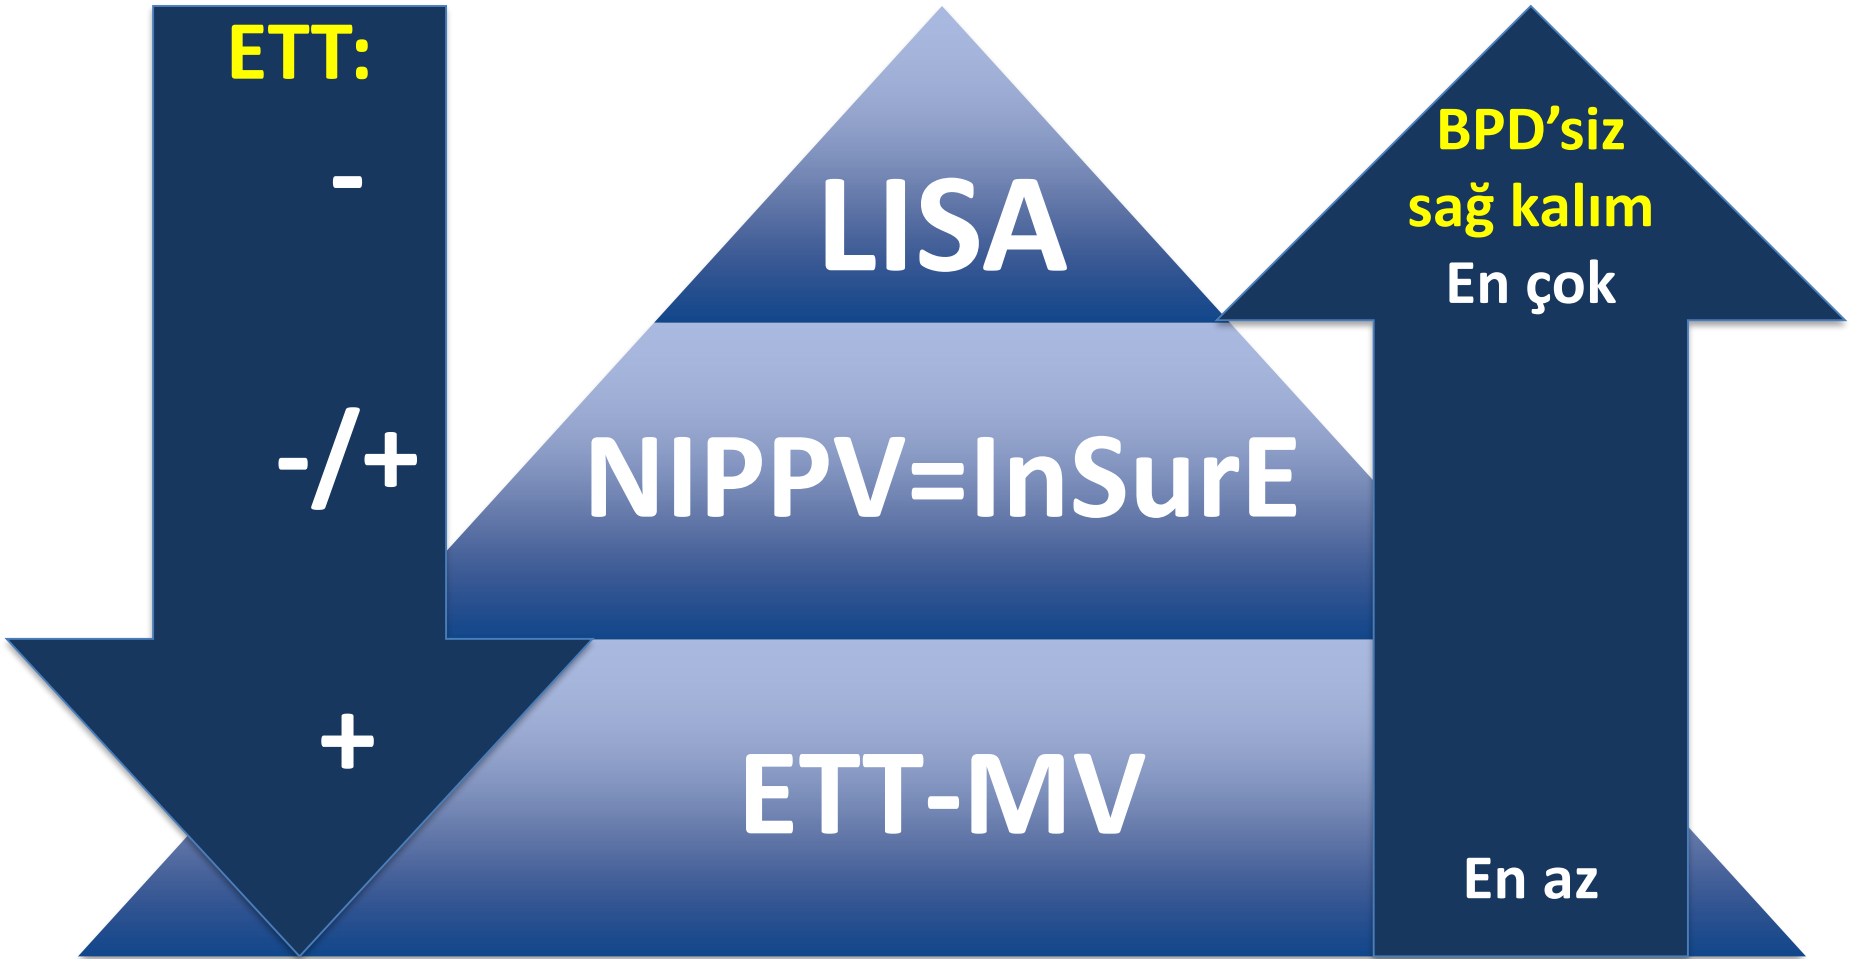 ETT:
-
-/+
+
LISA
NIPPV=InSurE
ETT-MV
BPD’siz
sağ kalım
En çok
En az